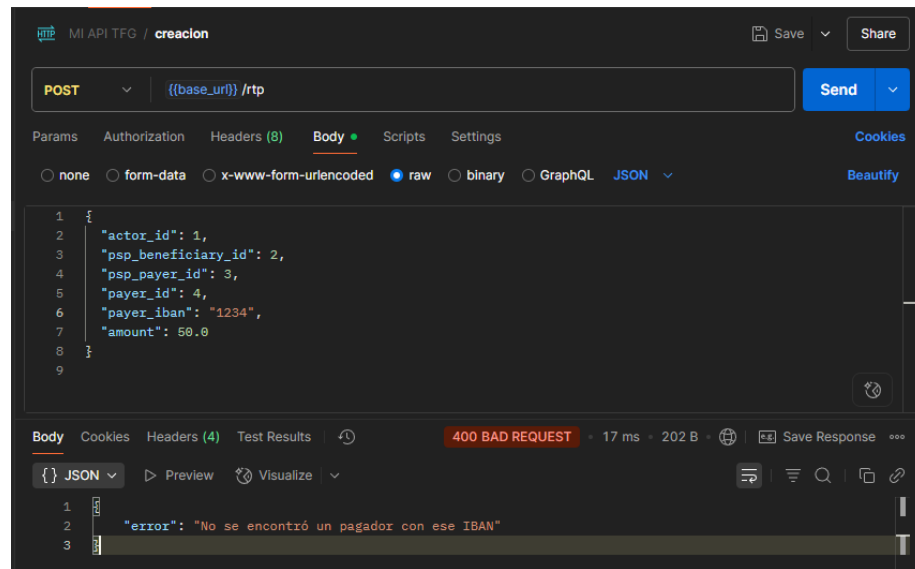 HTTP MI API TFG / creacion Save Share
POST {{base_url}} /rtp Send
Params Authorization Headers (8) Body Scripts Settings Cookies
none form-data x-www-form-urlencoded raw binary GraphQL JSON Beautify
1 {
2 "actor_id": 1,
3 "psp_beneficiary_id": 2,
4 "psp_payer_id": 3,
5 "payer_id": 4,
6 "payer_iban": "1234",
7 "amount": 50.0
8 }
9
Body Cookies Headers (4) Test Results 400 BAD REQUEST 17 ms 202 B e.g. Save Response
{} JSON Preview Visualize
1 {
2 "error": "No se encontró un pagador con ese IBAN"
3 }